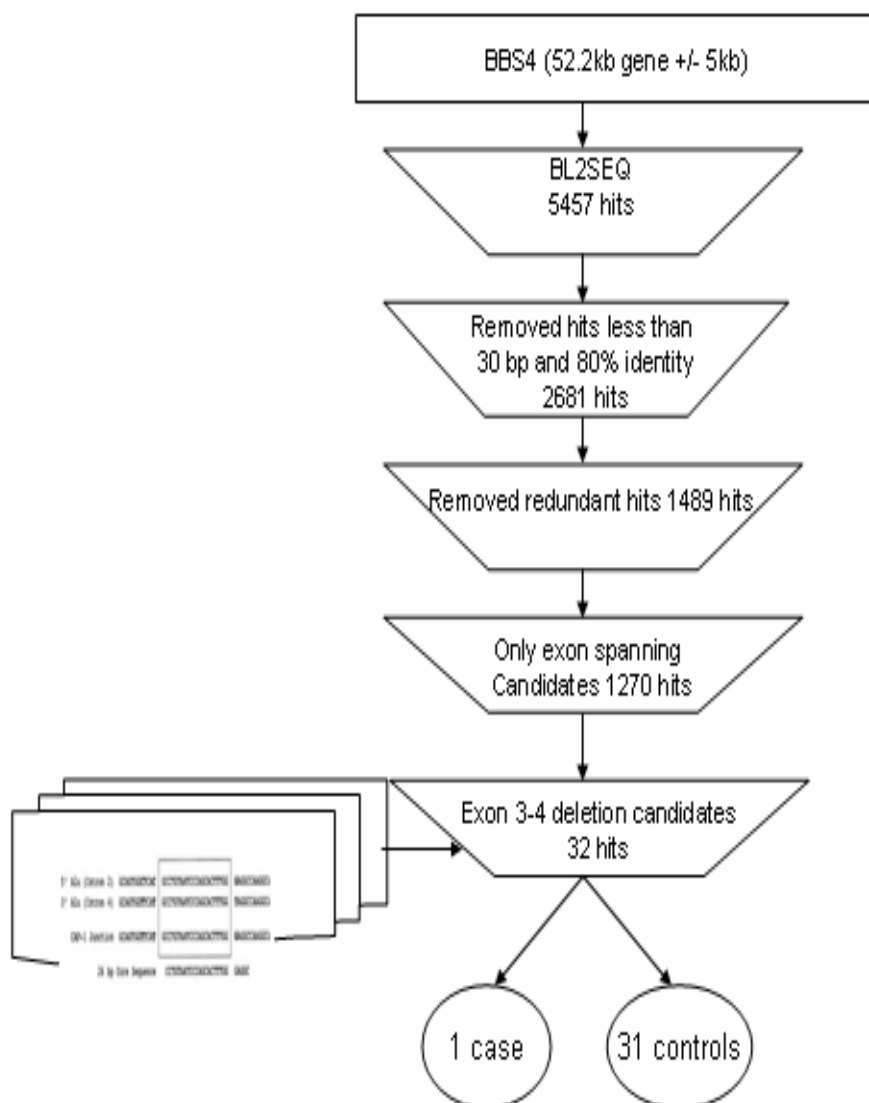 BBS4 (52.2kb gene +/- 5kb)
BL2SEQ
5457 hits
Removed hits less than
30 bp and 80% identity
2681 hits
Removed redundant hits 1489 hits
Only exon spanning
Candidates 1270 hits
Exon 3-4 deletion candidates
32 hits
Core Sequence
1 case
31 controls